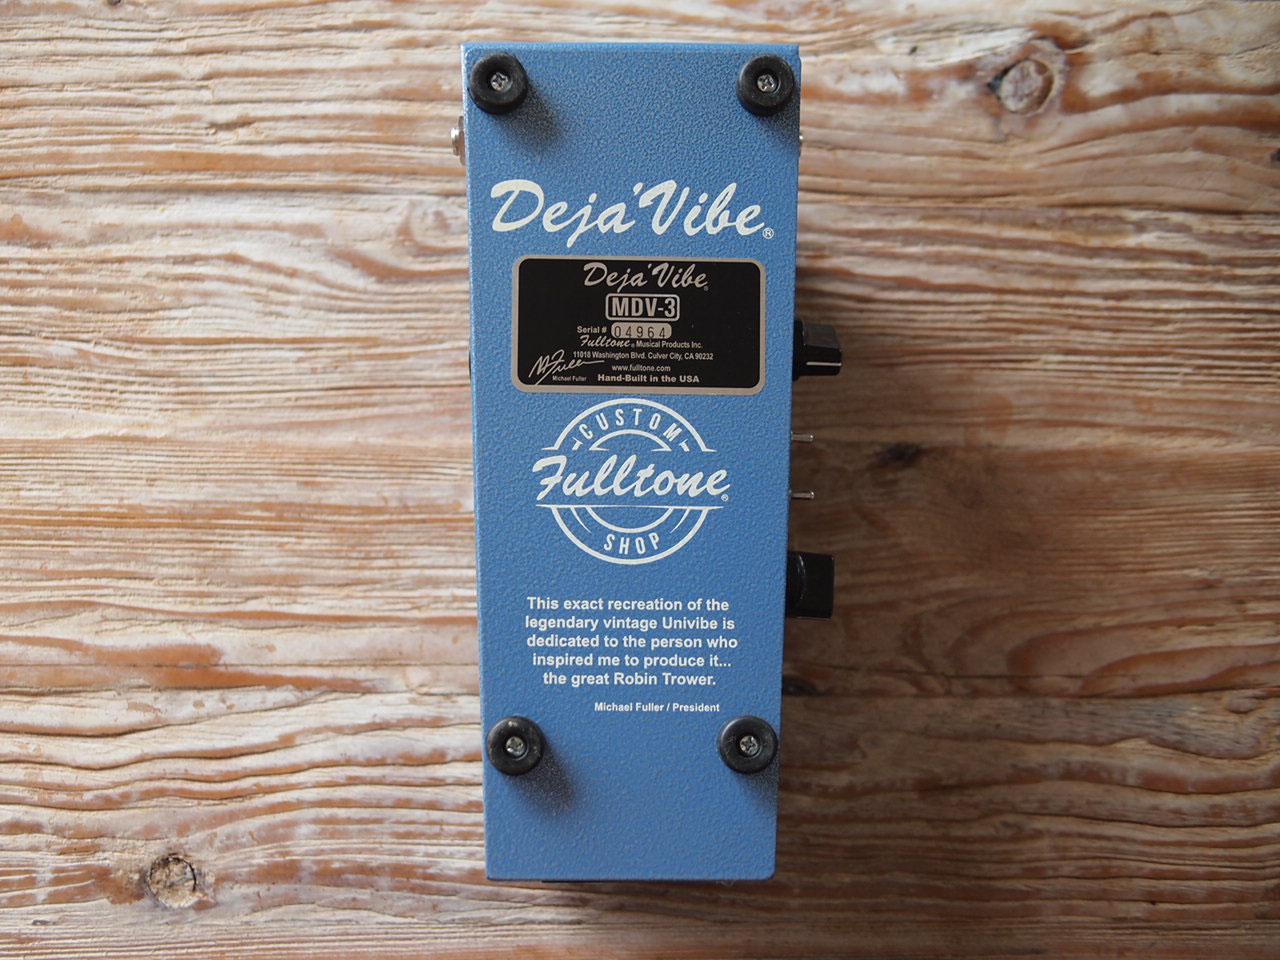 Deja'Vibe®
Deja'Vibe®
MDV-3
Serial # 04964
Fulltone® Musical Products Inc.
11018 Washington Blvd. Culver City, CA 90232
www.fulltone.com
M Fuller
Michael Fuller Hand-Built in the USA
CUSTOM
Fulltone®
SHOP
This exact recreation of the
legendary vintage Univibe is
dedicated to the person who
inspired me to produce it...
the great Robin Trower.
Michael Fuller / President